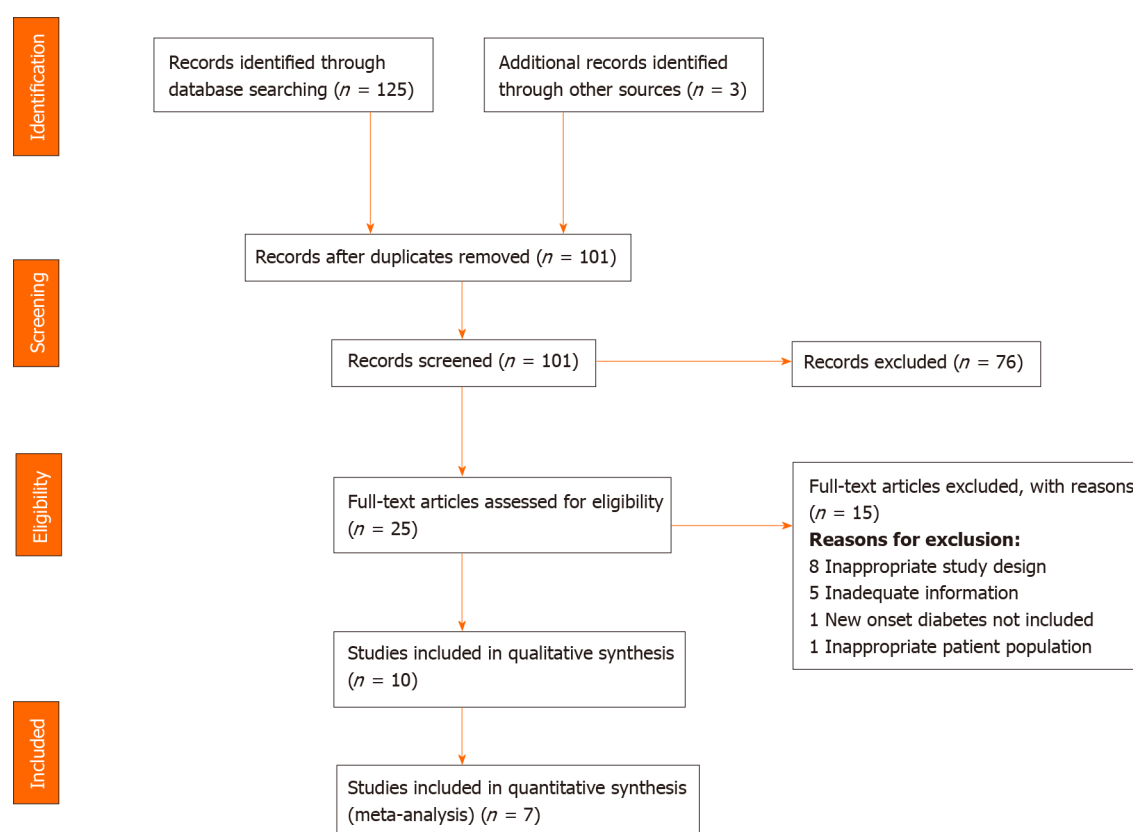 Identification
Records identified through
database searching (n = 125)
Additional records identified
through other sources (n = 3)
Records after duplicates removed (n = 101)
Screening
Records screened (n = 101)
Records excluded (n = 76)
Eligibility
Full-text articles assessed for eligibility
(n = 25)
Full-text articles excluded, with reasons
(n = 15)
Reasons for exclusion:
8 Inappropriate study design
5 Inadequate information
1 New onset diabetes not included
1 Inappropriate patient population
Studies included in qualitative synthesis
(n = 10)
Included
Studies included in quantitative synthesis
(meta-analysis) (n = 7)